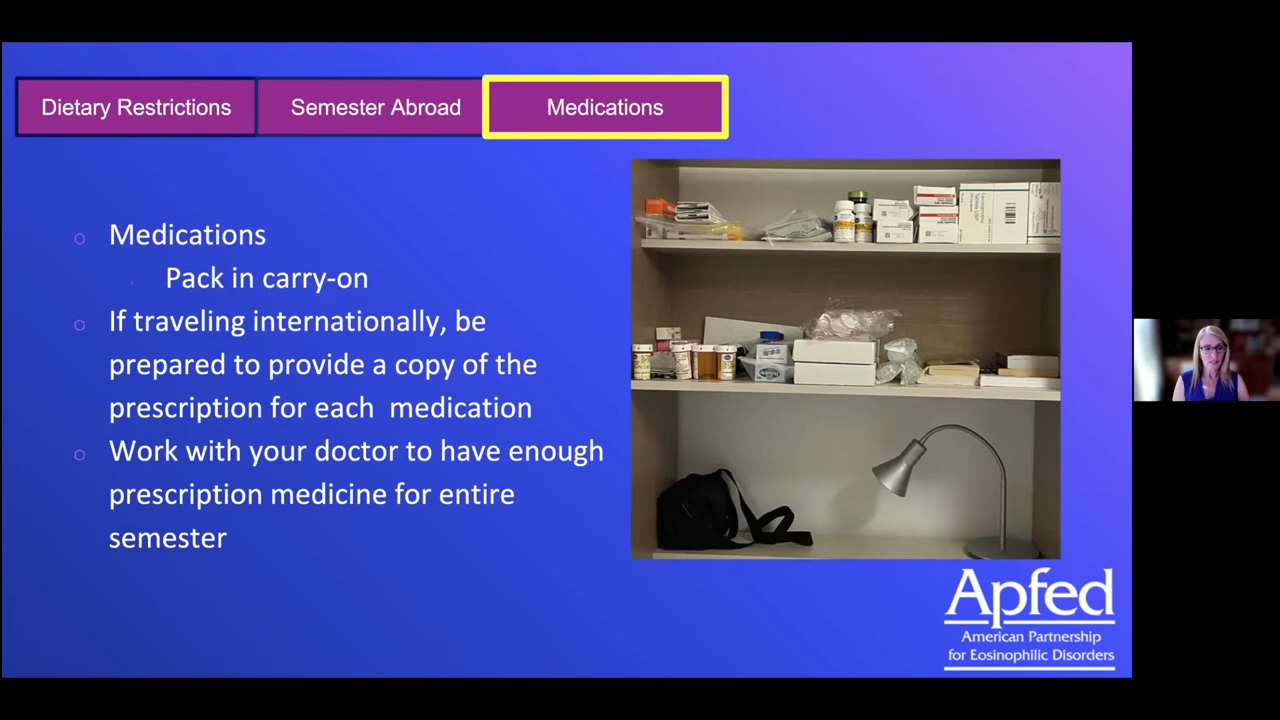 Dietary Restrictions
Semester Abroad
Medications
Medications
Pack in carry-on
If traveling internationally, be
prepared to provide a copy of the
prescription for each medication
Work with your doctor to have enough
prescription medicine for entire
semester
Apfed
American Partnership
for Eosinophilic Disorders